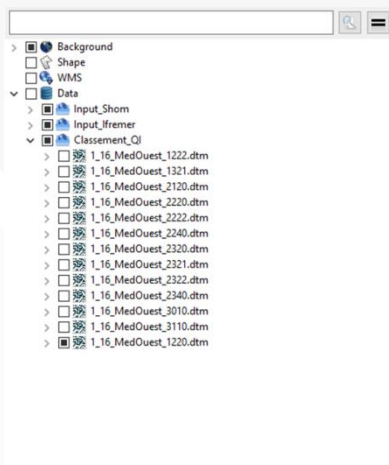 Background
Shape
WMS
Data
Input_Shom
Input_Ifremer
Classement_QI
1_16_MedOuest_1222.dtm
1_16_MedOuest_1321.dtm
1_16_MedOuest_2120.dtm
1_16_MedOuest_2220.dtm
1_16_MedOuest_2222.dtm
1_16_MedOuest_2240.dtm
1_16_MedOuest_2320.dtm
1_16_MedOuest_2321.dtm
1_16_MedOuest_2322.dtm
1_16_MedOuest_2340.dtm
1_16_MedOuest_3010.dtm
1_16_MedOuest_3110.dtm
1_16_MedOuest_1220.dtm